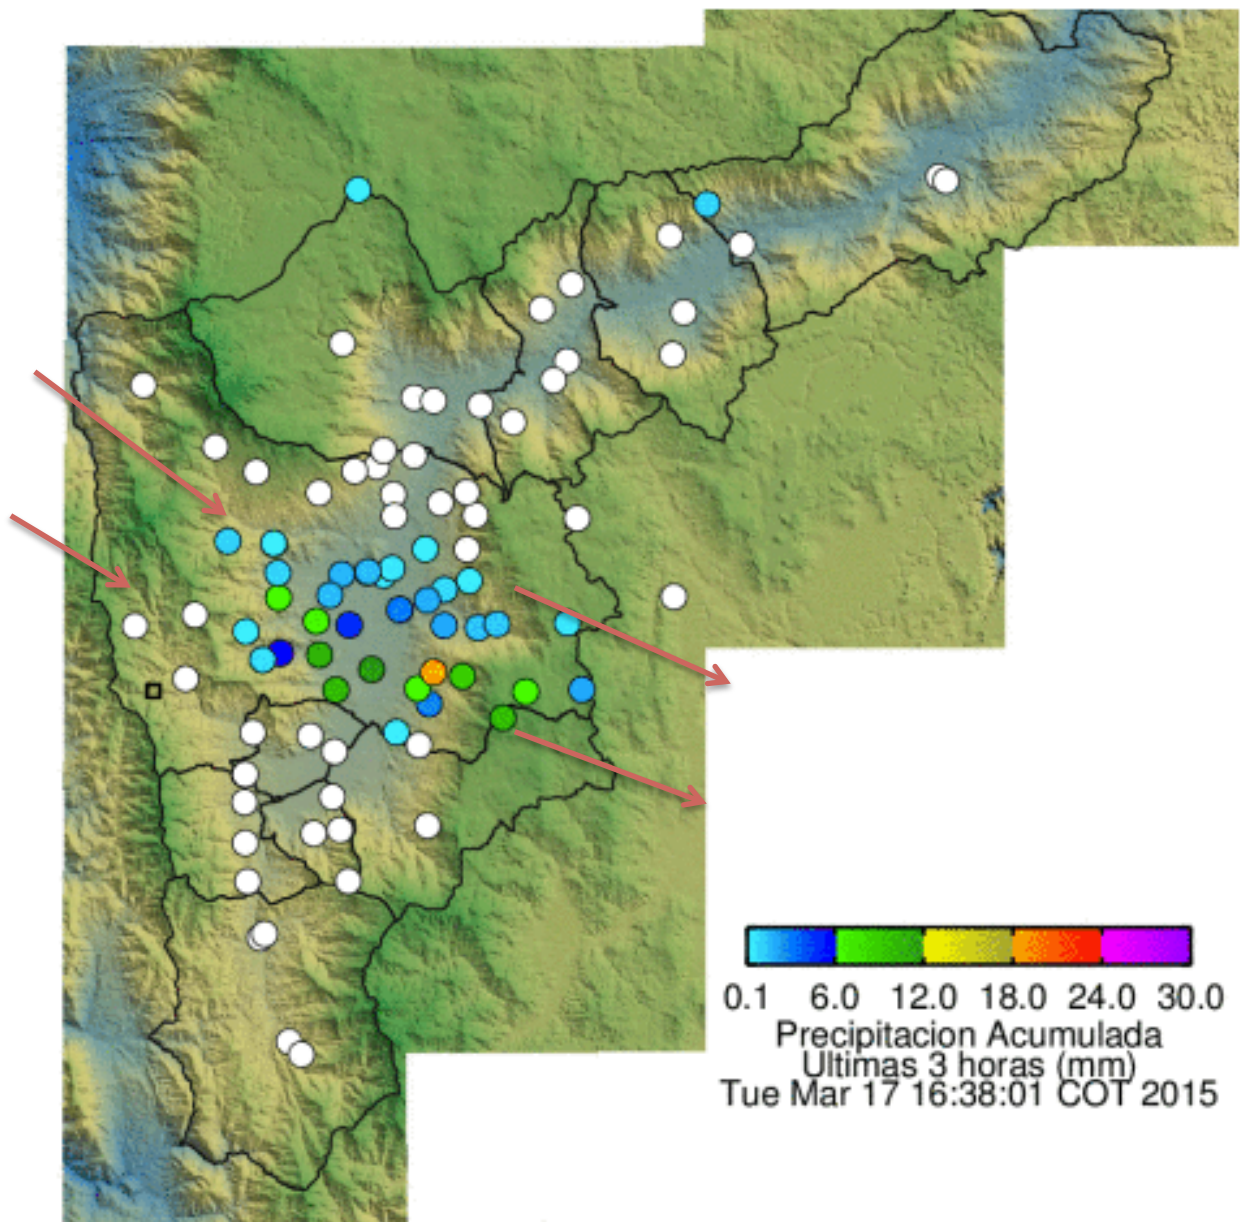 0.1 6.0 12.0 18.0 24.0 30.0
Precipitacion Acumulada
Ultimas 3 horas (mm)
Tue Mar 17 16:38:01 COT 2015